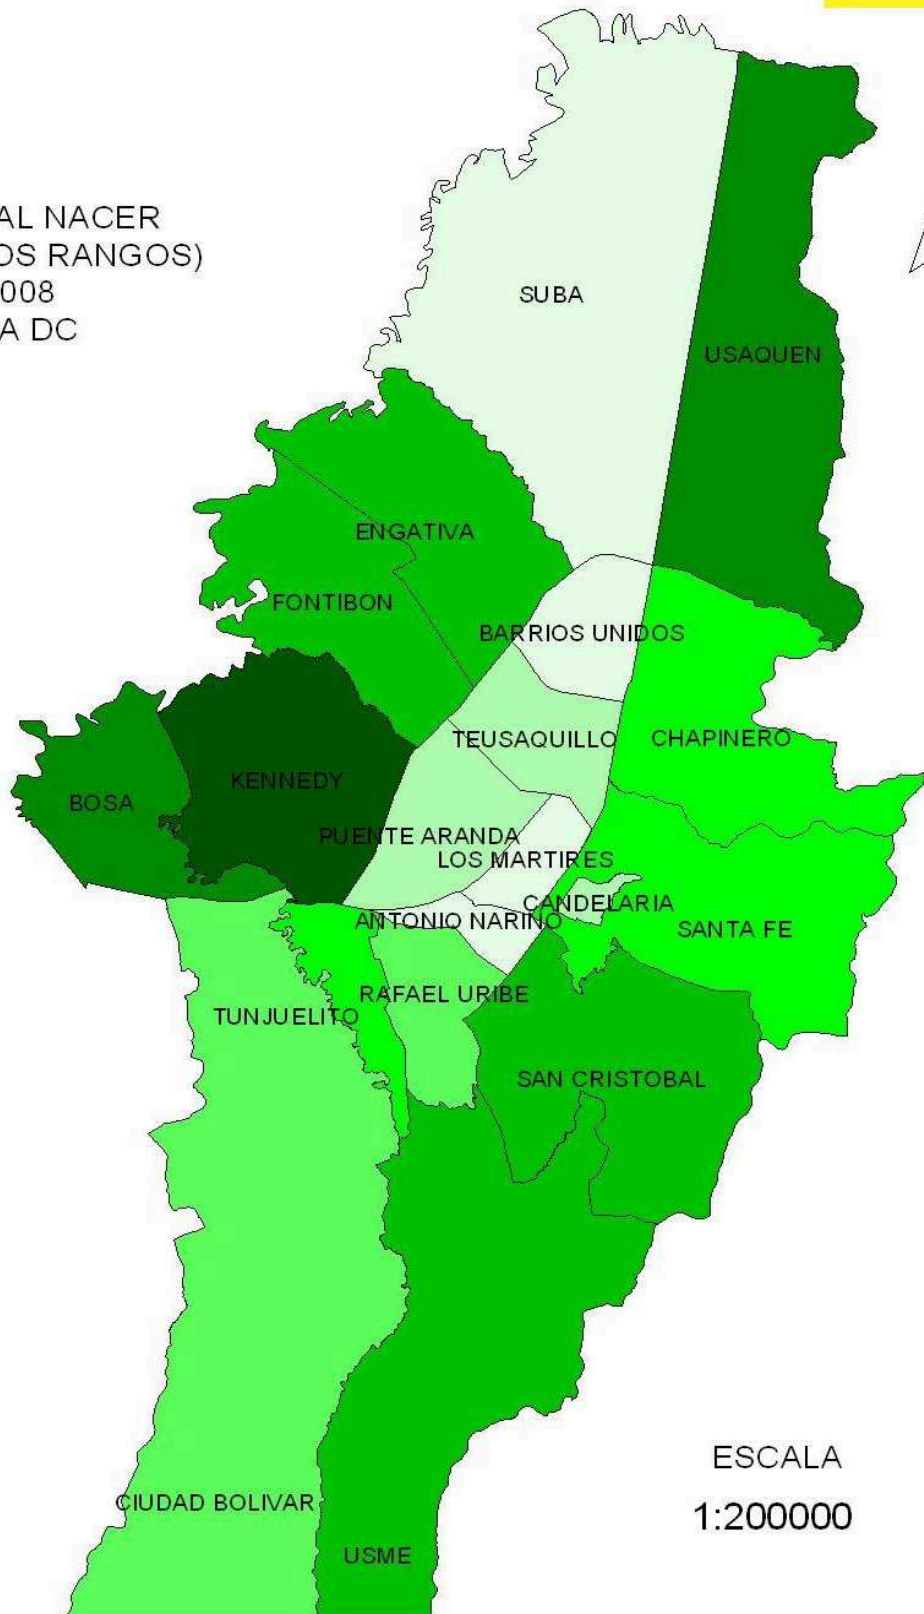 AL NACER
OS RANGOS)
008
A DC
SUBA
USAQUEN
ENGATIVA
FONTIBON
BARRIOS UNIDOS
TEUSAQUILLO
CHAPINERO
KENNEDY
BOSA
PUENTE ARANDA
LOS MARTIRES
CANDELARIA
ANTONIO NARIÑO
SANTA FE
RAFAEL URIBE
TUNJUELITO
SAN CRISTOBAL
ESCALA
1:200000
CIUDAD BOLIVAR
USME